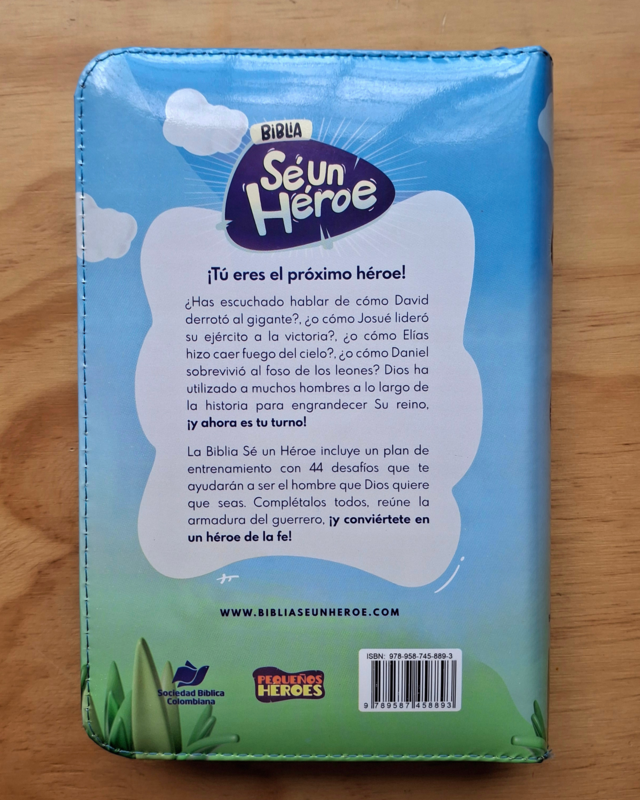 BIBLIA
Sé un
Héroe
¡Tú eres el próximo héroe!
¿Has escuchado hablar de cómo David
derrotó al gigante?, ¿o cómo Josué lideró
su ejército a la victoria?, ¿o cómo Elías
hizo caer fuego del cielo?, ¿o cómo Daniel
sobrevivió al foso de los leones? Dios ha
utilizado a muchos hombres a lo largo de
la historia para engrandecer Su reino,
¡y ahora es tu turno!
La Biblia Sé un Héroe incluye un plan de
entrenamiento con 44 desafíos que te
ayudarán a ser el hombre que Dios quiere
que seas. Complétalos todos, reúne la
armadura del guerrero, ¡y conviértete en
un héroe de la fe!
WWW.BIBLIASEUNHEROE.COM
Sociedad Bíblica
Colombiana
PEQUEÑOS
HEROES
ISBN: 978-958-745-889-3
9 789587 458893